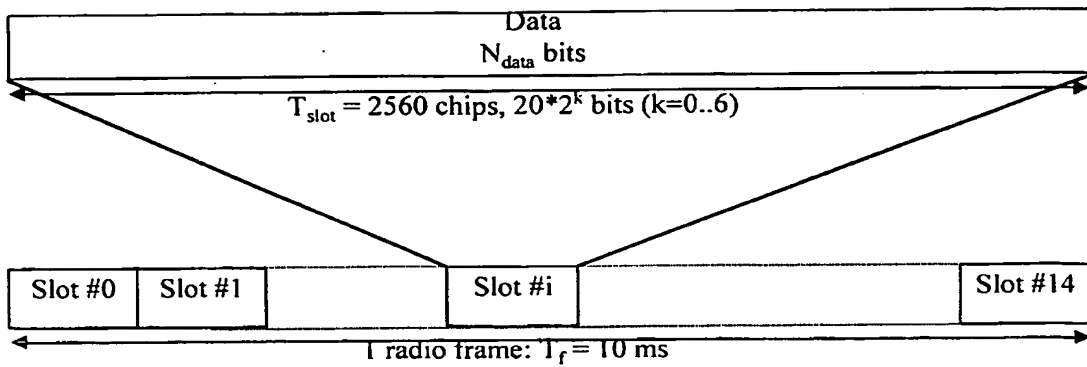 Data
N_data bits
T_slot = 2560 chips, 20*2^k bits (k=0..6)
Slot #0 Slot #1 Slot #i Slot #14
1 radio frame: T_f = 10 ms